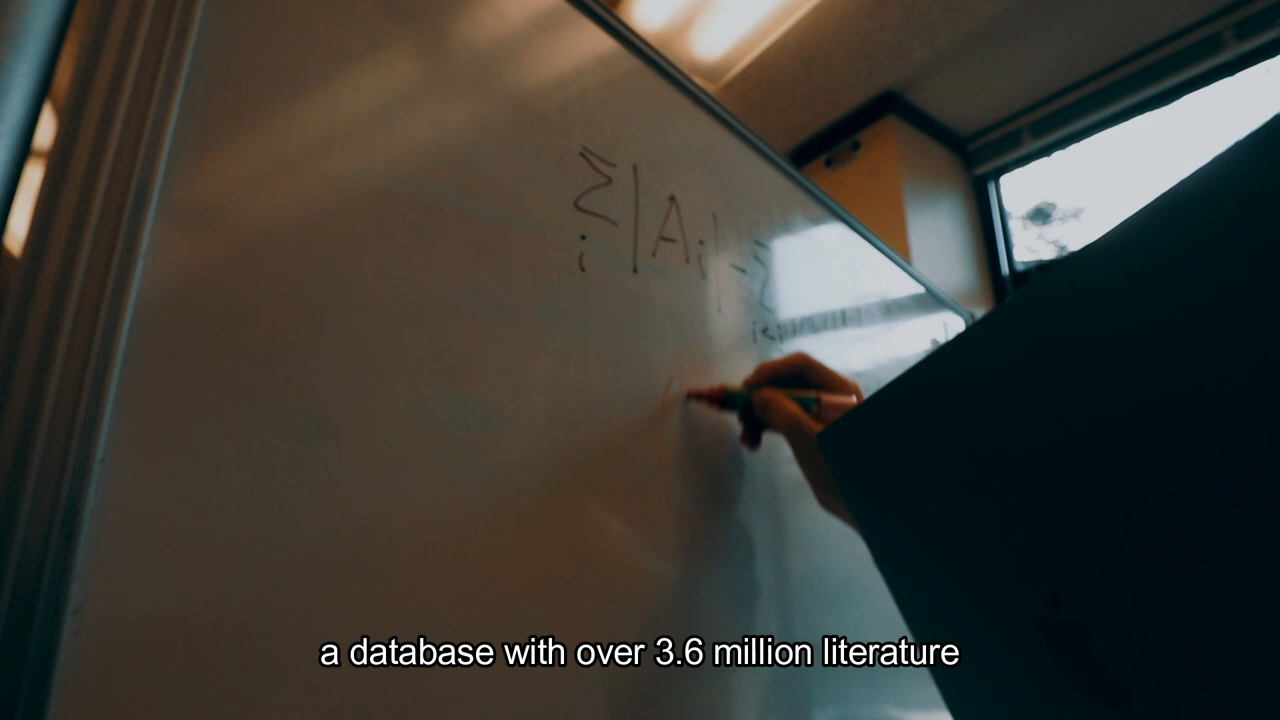 ∑ |Aᵢ| - ∑
i i<j
a database with over 3.6 million literature